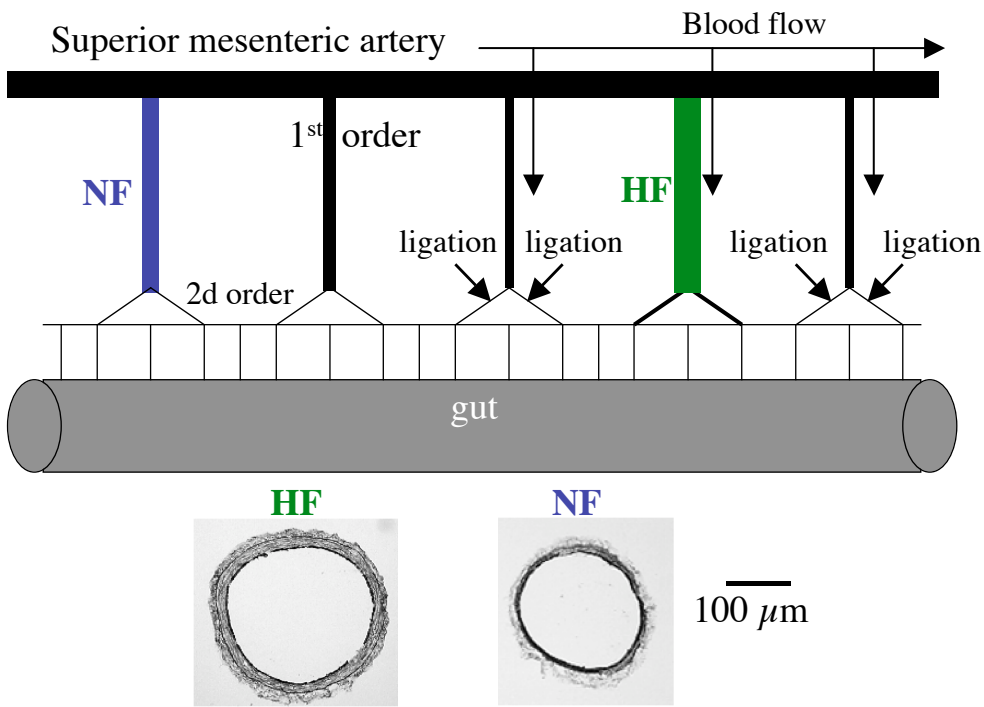 Blood flow
Superior mesenteric artery
1st order
NF
HF
ligation ligation ligation ligation
2d order
gut
HF NF
100 µm